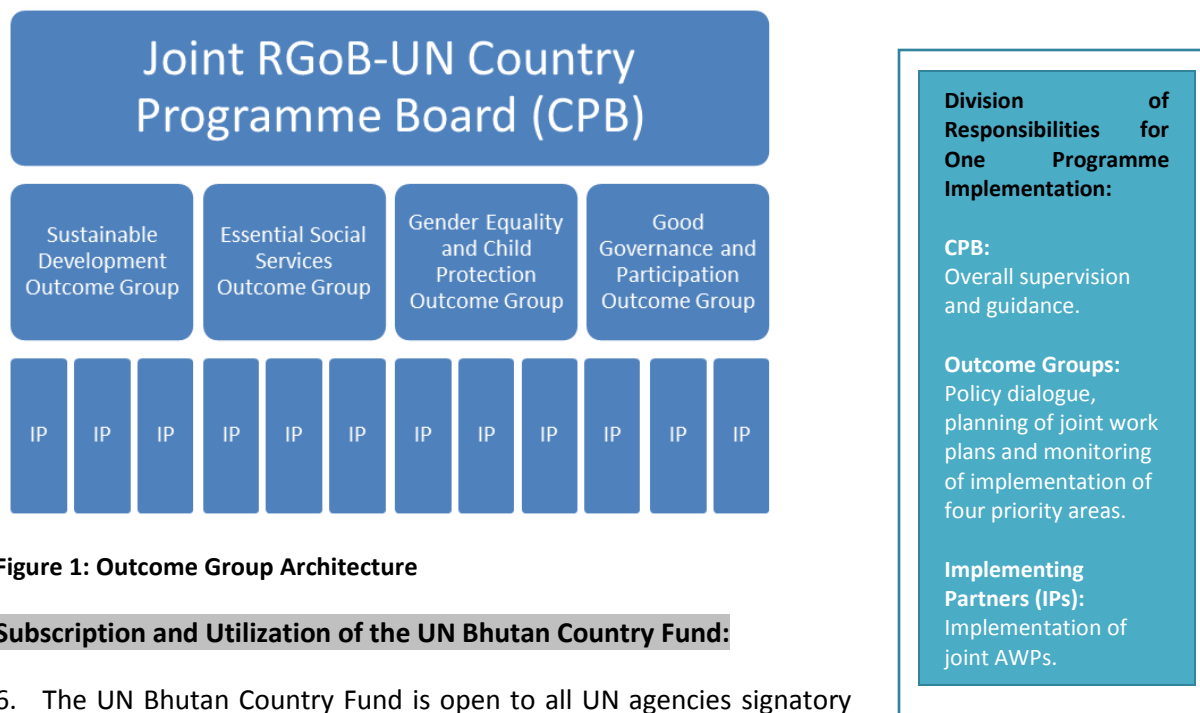 Joint RGoB-UN Country
Programme Board (CPB)
Sustainable
Development
Outcome Group
Essential Social
Services
Outcome Group
Gender Equality
and Child
Protection
Outcome Group
Good
Governance and
Participation
Outcome Group
IP IP IP IP IP IP IP IP IP IP IP IP
Figure 1: Outcome Group Architecture
Subscription and Utilization of the UN Bhutan Country Fund:
6. The UN Bhutan Country Fund is open to all UN agencies signatory
Division of
Responsibilities for
One Programme
Implementation:
CPB:
Overall supervision
and guidance.
Outcome Groups:
Policy dialogue,
planning of joint work
plans and monitoring
of implementation of
four priority areas.
Implementing
Partners (IPs):
Implementation of
joint AWPs.